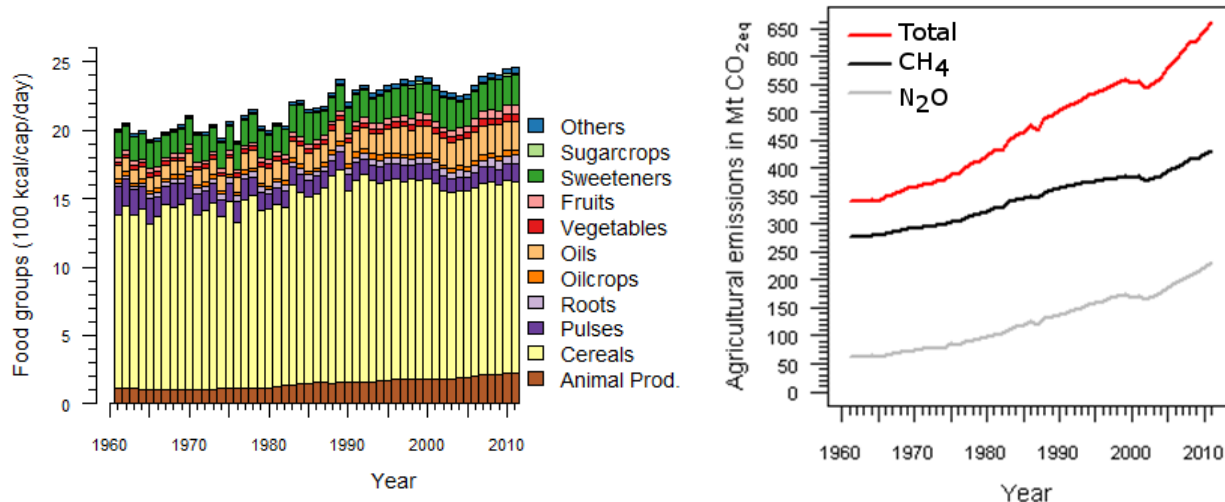 Food groups (100 kcal/cap/day)
25
20
15
10
5
0
1960 1970 1980 1990 2000 2010
Year
Others
Sugarcrops
Sweeteners
Fruits
Vegetables
Oils
Oilcrops
Roots
Pulses
Cereals
Animal Prod.
Agricultural emissions in Mt CO2eq
650
600
550
500
450
400
350
300
250
200
150
100
50
0
Total
CH4
N2O
1960 1970 1980 1990 2000 2010
Year